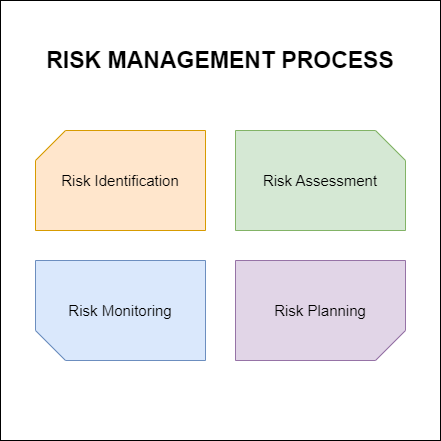 RISK MANAGEMENT PROCESS
Risk Identification
Risk Assessment
Risk Monitoring
Risk Planning